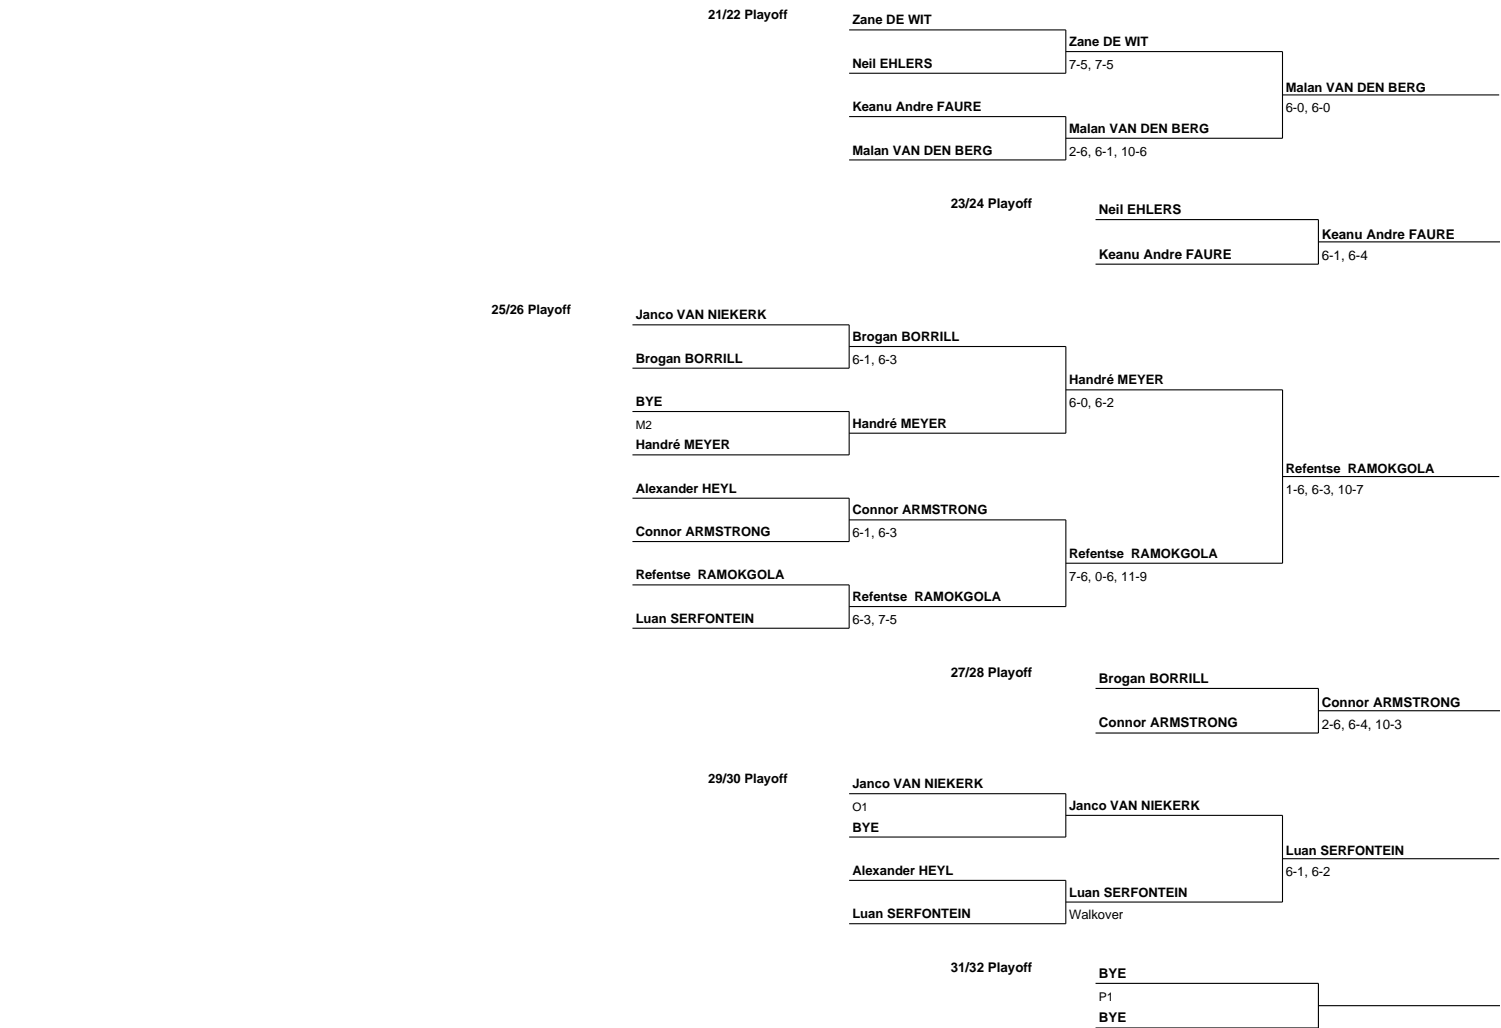 21/22 Playoff
Zane DE WIT
Zane DE WIT
Neil EHLERS
7-5, 7-5
Malan VAN DEN BERG
Keanu Andre FAURE
6-0, 6-0
Malan VAN DEN BERG
Malan VAN DEN BERG
2-6, 6-1, 10-6
23/24 Playoff
Neil EHLERS
Keanu Andre FAURE
Keanu Andre FAURE
6-1, 6-4
25/26 Playoff
Janco VAN NIEKERK
Brogan BORRILL
Brogan BORRILL
6-1, 6-3
Handré MEYER
BYE
6-0, 6-2
M2
Handré MEYER
Handré MEYER
Refentse  RAMOKGOLA
Alexander HEYL
1-6, 6-3, 10-7
Connor ARMSTRONG
Connor ARMSTRONG
6-1, 6-3
Refentse  RAMOKGOLA
Refentse  RAMOKGOLA
7-6, 0-6, 11-9
Refentse  RAMOKGOLA
Luan SERFONTEIN
6-3, 7-5
27/28 Playoff
Brogan BORRILL
Connor ARMSTRONG
Connor ARMSTRONG
2-6, 6-4, 10-3
29/30 Playoff
Janco VAN NIEKERK
O1
Janco VAN NIEKERK
BYE
Luan SERFONTEIN
Alexander HEYL
6-1, 6-2
Luan SERFONTEIN
Luan SERFONTEIN
Walkover
31/32 Playoff
BYE
P1
BYE